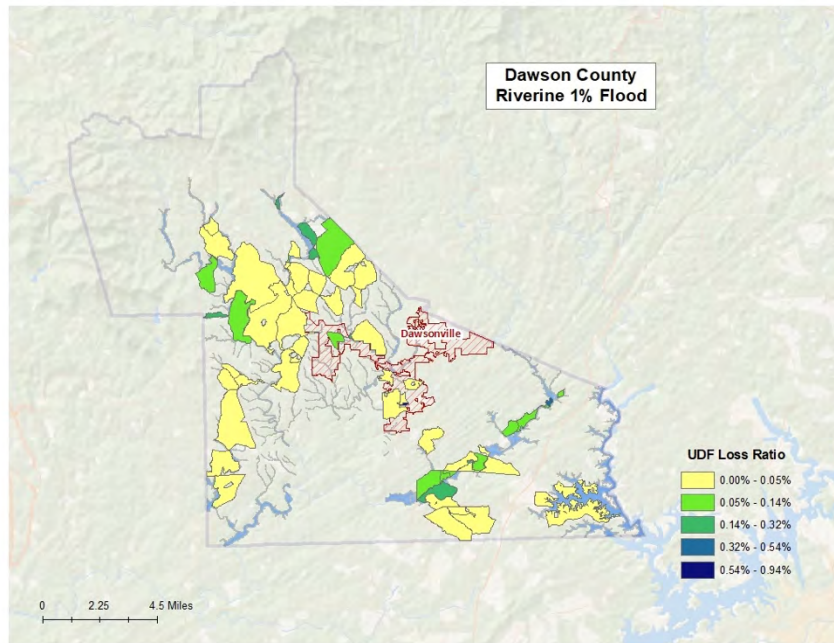 Dawson County
Riverine 1% Flood
Dawsonville
UDF Loss Ratio
0.00% - 0.05%
0.05% - 0.14%
0.14% - 0.32%
0.32% - 0.54%
0.54% - 0.94%
0 2.25 4.5 Miles